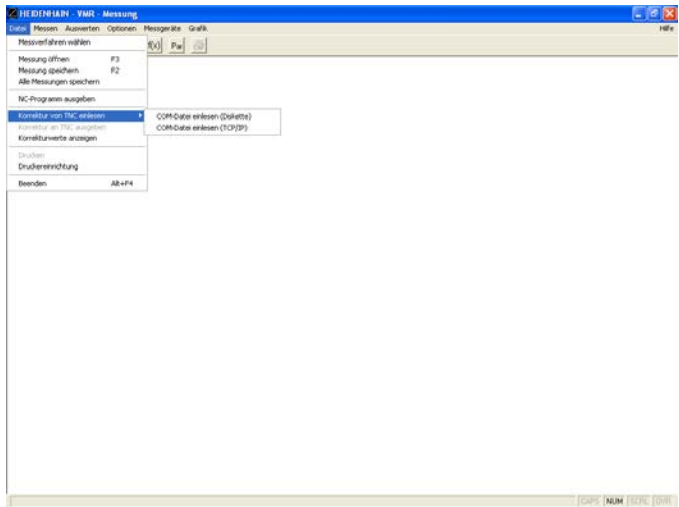 HEIDENHAIN - VMR - Messung
Datei Messen Auswerten Optionen Messgeräte Grafik Hilfe
Messverfahren wählen
f(x) Par
Messung öffnen F3
Messung speichern F2
Alle Messungen speichern
NC-Programm ausgeben
Korrektur von TNC einlesen
COM-Datei einlesen (Diskette)
Korrektur an TNC ausgeben
COM-Datei einlesen (TCP/IP)
Korrekturwerte anzeigen
Drucken
Druckereinrichtung
Beenden Alt+F4
CAPS NUM SCRL OVR